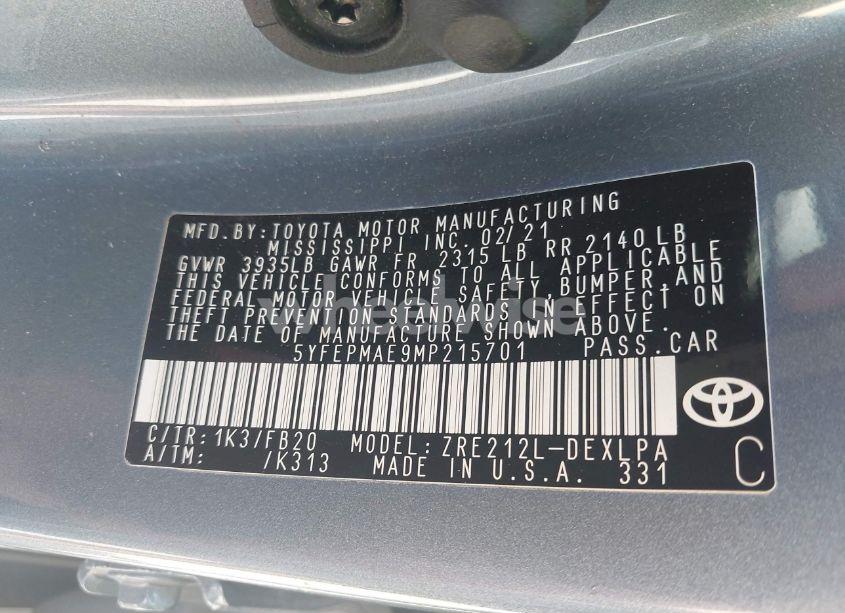 MFD.BY:TOYOTA MOTOR MANUFACTURING
MISSISSIPPI INC. 02/21
GVWR 3935LB GAWR FR 2315 LB RR 2140 LB
THIS VEHICLE CONFORMS TO ALL APPLICABLE
FEDERAL MOTOR VEHICLE SAFETY, BUMPER, AND
THEFT PREVENTION STANDARDS IN EFFECT ON
THE DATE OF MANUFACTURE SHOWN ABOVE.
5YFEPMAE9MP215701 PASS.CAR
C/TR: 1K3/FB20 MODEL: ZRE212L-DEXLPA
A/TM: /K313 MADE IN U.S.A. 331
C
wheelwise